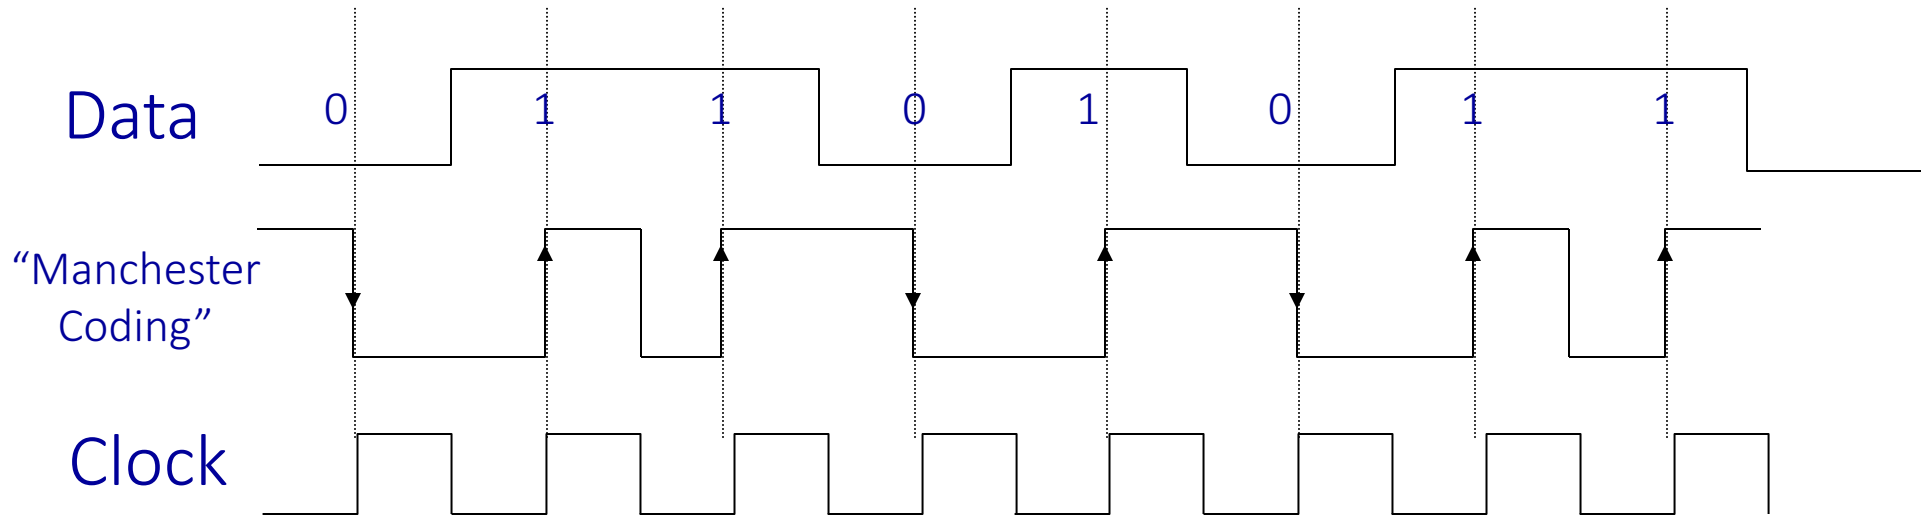 Data 0 1 1 0 1 0 1 1
“Manchester
Coding”
Clock